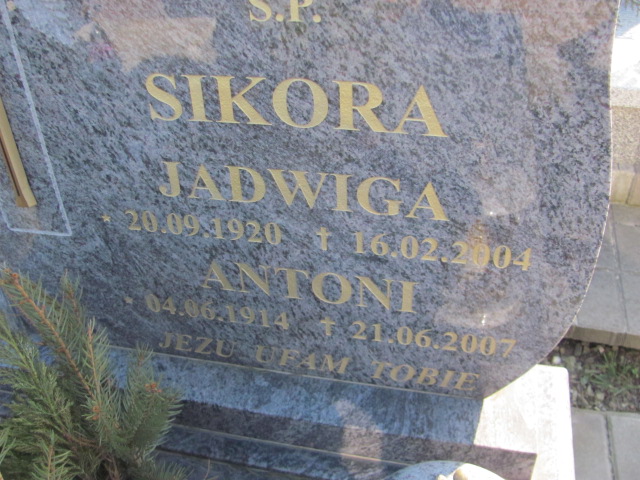 Ś.P.
SIKORA
JADWIGA
* 20.09.1920 † 16.02.2004
ANTONI
* 04.06.1914 † 21.06.2007
JEZU UFAM TOBIE